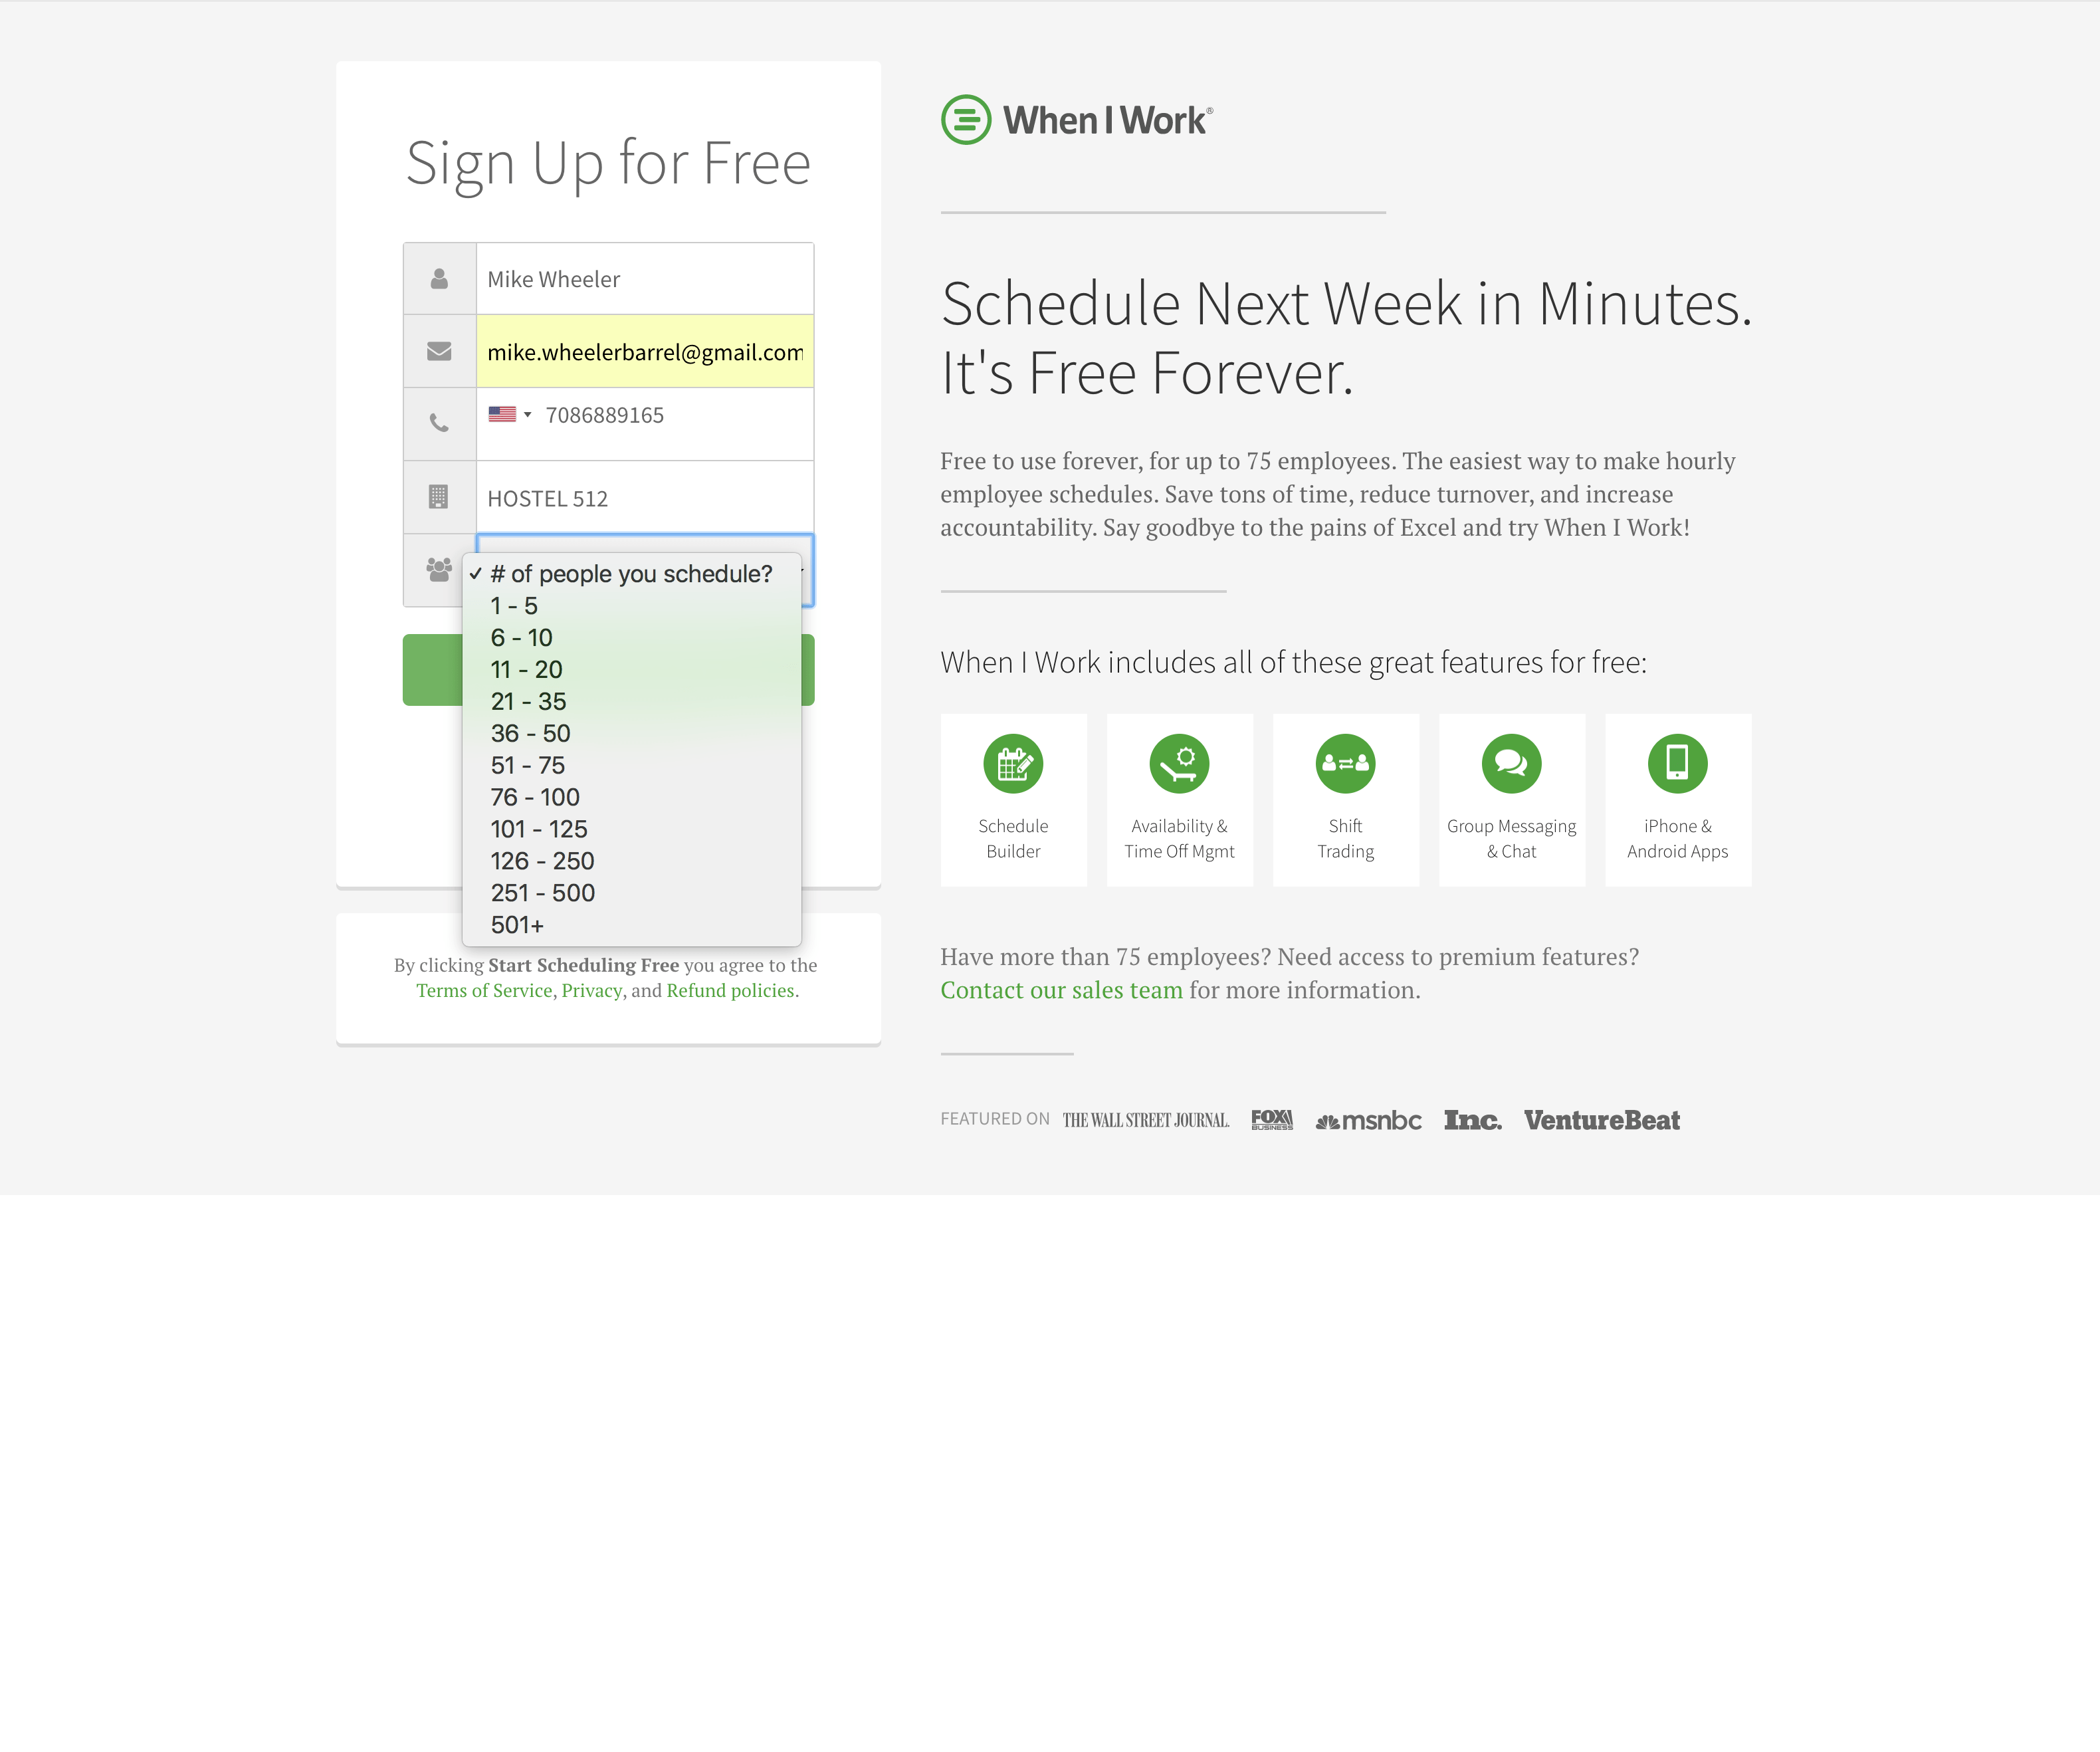 Sign Up for Free
Mike Wheeler
mike.wheelerbarrel@gmail.com
7086889165
HOSTEL 512
✓ # of people you schedule?
1 - 5
6 - 10
11 - 20
21 - 35
36 - 50
51 - 75
76 - 100
101 - 125
126 - 250
251 - 500
501+
By clicking Start Scheduling Free you agree to the
Terms of Service, Privacy, and Refund policies.
When I Work®
Schedule Next Week in Minutes.
It's Free Forever.
Free to use forever, for up to 75 employees. The easiest way to make hourly
employee schedules. Save tons of time, reduce turnover, and increase
accountability. Say goodbye to the pains of Excel and try When I Work!
When I Work includes all of these great features for free:
Schedule
Builder
Availability &
Time Off Mgmt
Shift
Trading
Group Messaging
& Chat
iPhone &
Android Apps
Have more than 75 employees? Need access to premium features?
Contact our sales team for more information.
FEATURED ON THE WALL STREET JOURNAL. FOX BUSINESS msnbc Inc. VentureBeat